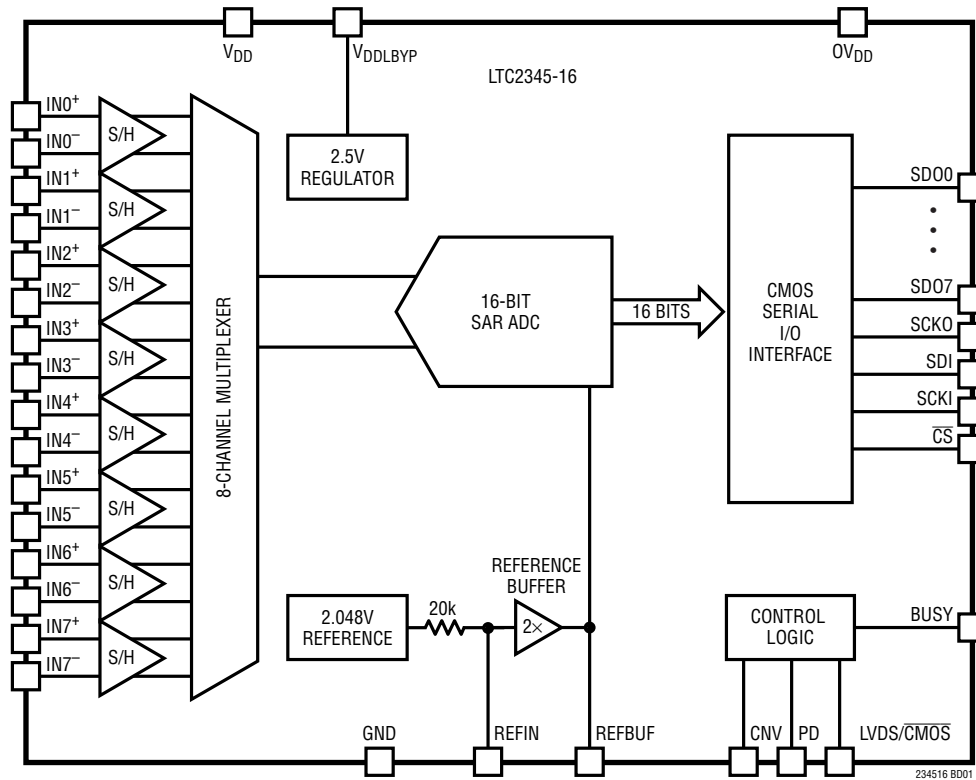 V_DD
V_DDLBYP
OV_DD
LTC2345-16
IN0⁺
IN0⁻
IN1⁺
IN1⁻
IN2⁺
IN2⁻
IN3⁺
IN3⁻
IN4⁺
IN4⁻
IN5⁺
IN5⁻
IN6⁺
IN6⁻
IN7⁺
IN7⁻
S/H
S/H
S/H
S/H
S/H
S/H
S/H
S/H
8-CHANNEL MULTIPLEXER
2.5V
REGULATOR
16-BIT
SAR ADC
16 BITS
CMOS
SERIAL
I/O
INTERFACE
SDO0
•
•
•
SDO7
SCKO
SDI
SCKI
C̅S̅
2.048V
REFERENCE
20k
REFERENCE
BUFFER
2×
CONTROL
LOGIC
BUSY
GND
REFIN
REFBUF
CNV
PD
LVDS/C̅M̅O̅S̅
234516 BD01